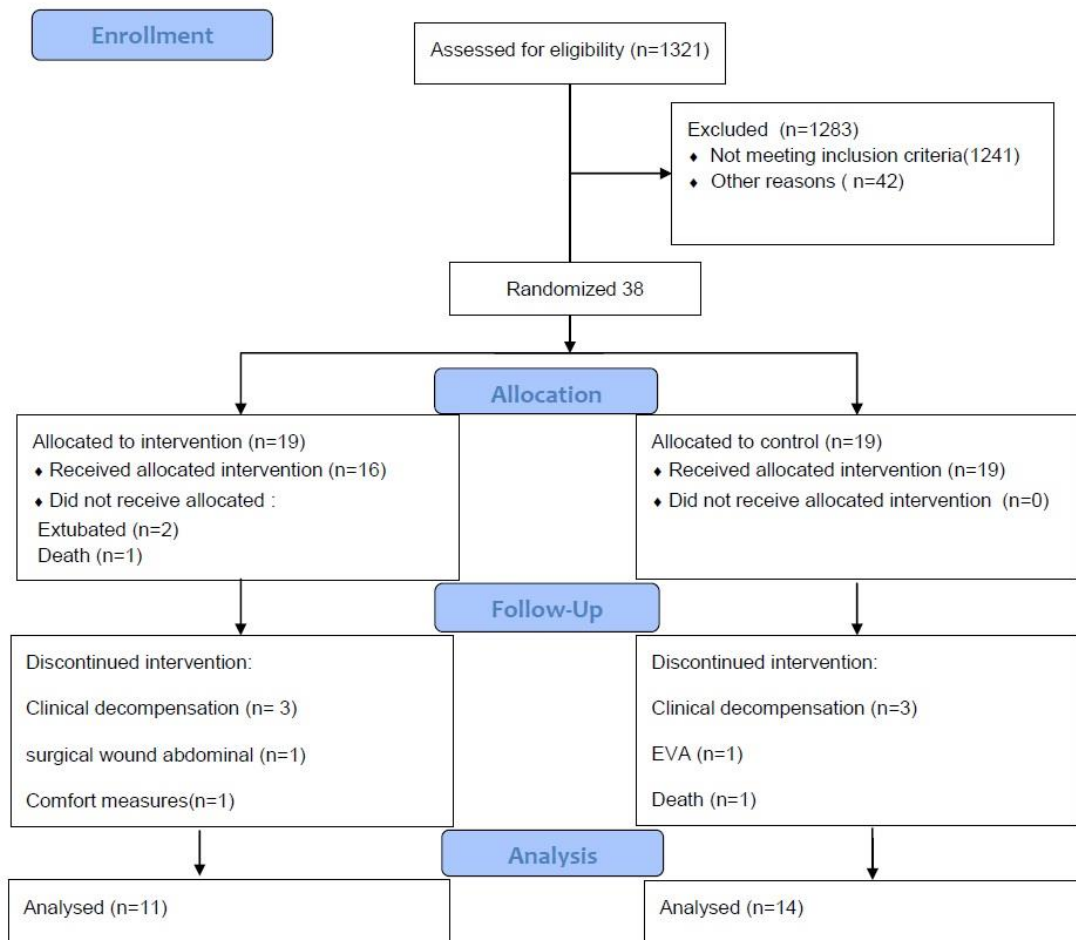 Enrollment
Assessed for eligibility (n=1321)
Excluded (n=1283)
♦ Not meeting inclusion criteria(1241)
♦ Other reasons ( n=42)
Randomized 38
Allocation
Allocated to intervention (n=19)
♦ Received allocated intervention (n=16)
♦ Did not receive allocated :
Extubated (n=2)
Death (n=1)
Allocated to control (n=19)
♦ Received allocated intervention (n=19)
♦ Did not receive allocated intervention (n=0)
Follow-Up
Discontinued intervention:
Clinical decompensation (n= 3)
surgical wound abdominal (n=1)
Comfort measures(n=1)
Discontinued intervention:
Clinical decompensation (n=3)
EVA (n=1)
Death (n=1)
Analysis
Analysed (n=11)
Analysed (n=14)